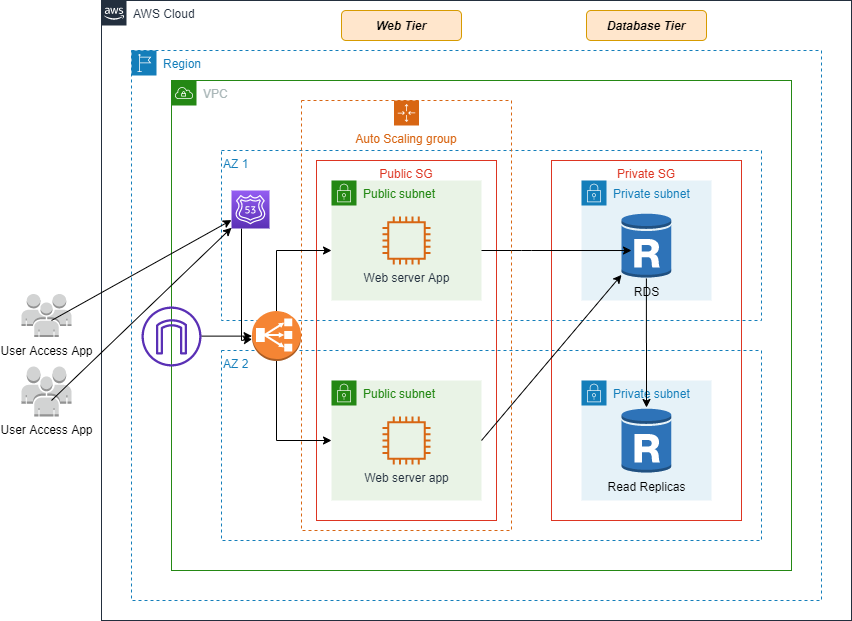 aws
AWS Cloud
Web Tier
Database Tier
Region
VPC
Auto Scaling group
AZ 1
Public SG
Private SG
Public subnet
Private subnet
53
Web server App
R
RDS
User Access App
AZ 2
User Access App
Public subnet
Private subnet
Web server app
R
Read Replicas